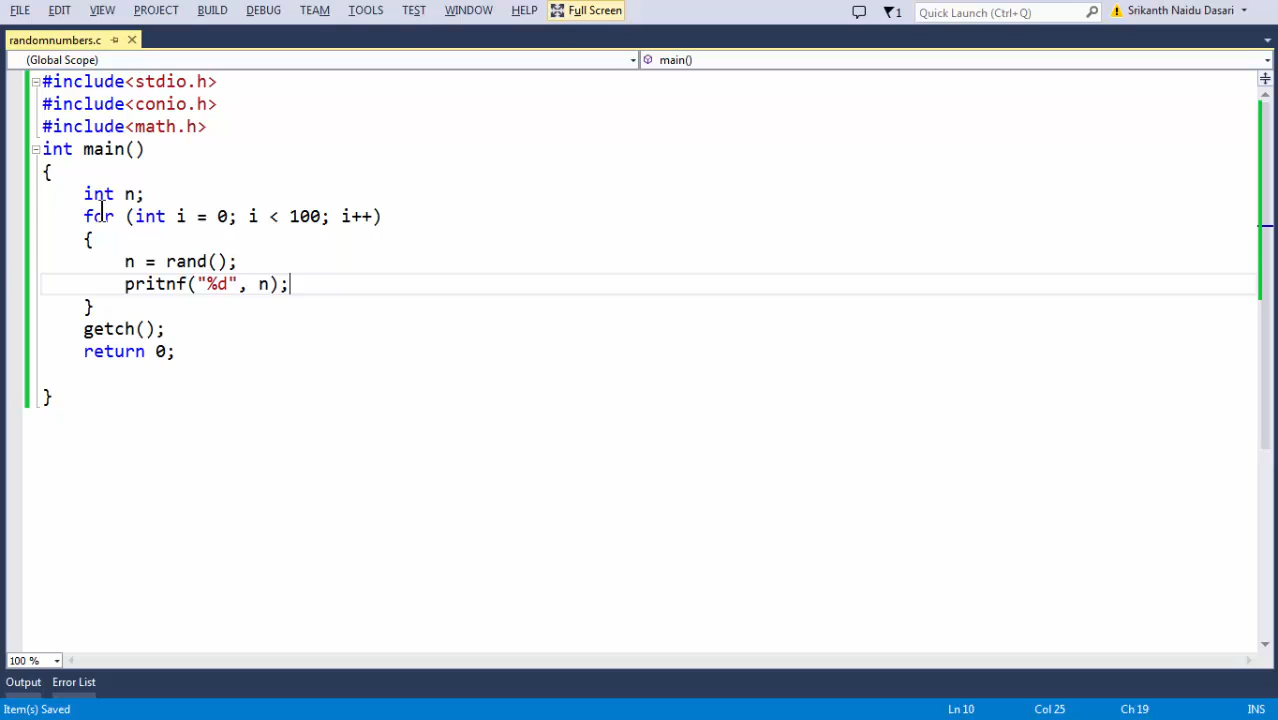 FILE EDIT VIEW PROJECT BUILD DEBUG TEAM TOOLS TEST WINDOW HELP Full Screen 1 Quick Launch (Ctrl+Q) Srikanth Naidu Dasari
randomnumbers.c
(Global Scope) main()
#include<stdio.h>
#include<conio.h>
#include<math.h>
int main()
{
int n;
for (int i = 0; i < 100; i++)
{
n = rand();
pritnf("%d", n);
}
getch();
return 0;
}
100 %
Output Error List
Item(s) Saved Ln 10 Col 25 Ch 19 INS